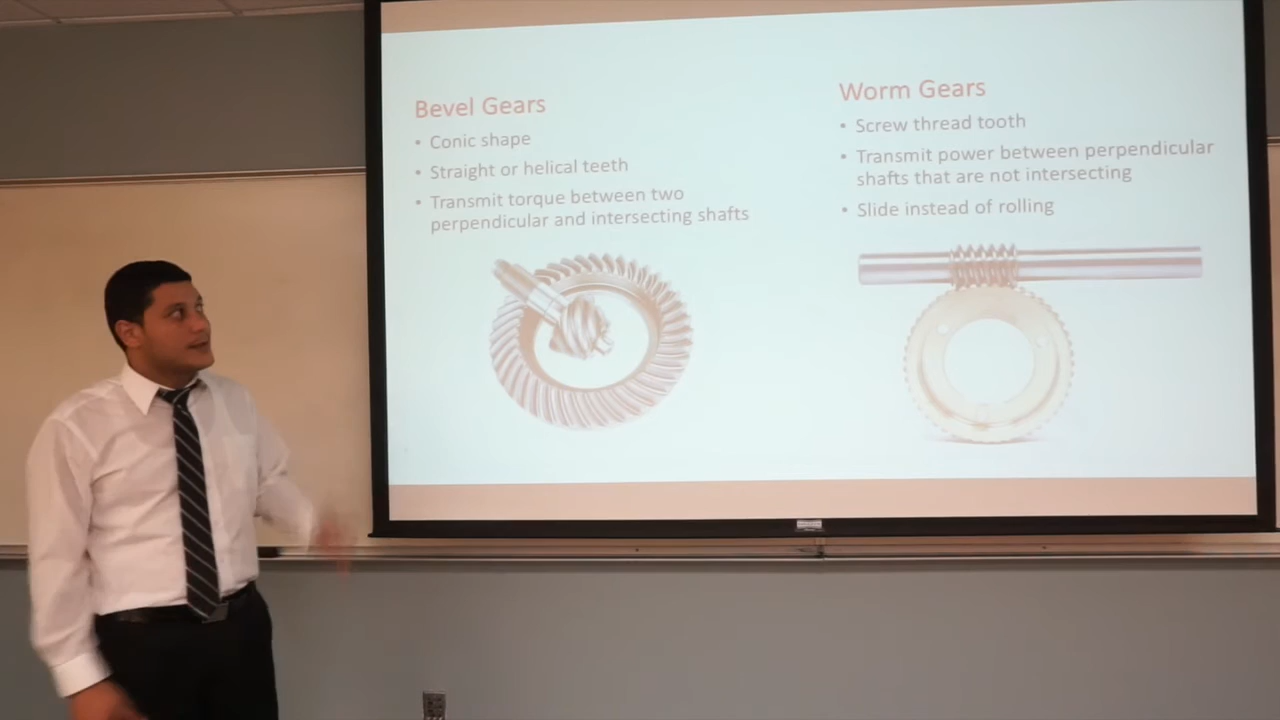 Bevel Gears
• Conic shape
• Straight or helical teeth
• Transmit torque between two
perpendicular and intersecting shafts
Worm Gears
• Screw thread tooth
• Transmit power between perpendicular
shafts that are not intersecting
• Slide instead of rolling